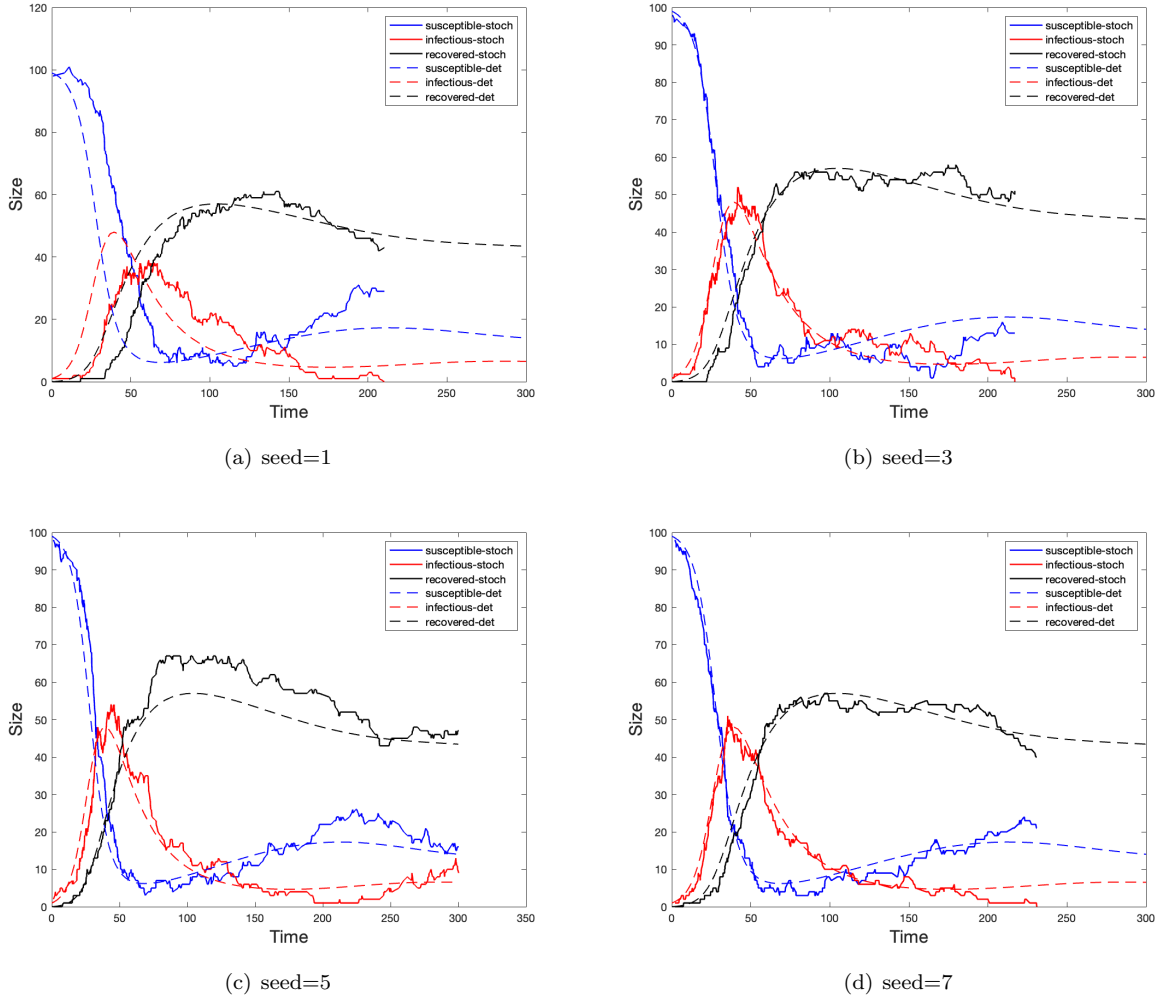 120
100
80
60
40
20
0
Size
0 50 100 150 200 250 300
Time
susceptible-stoch
infectious-stoch
recovered-stoch
susceptible-det
infectious-det
recovered-det
(a) seed=1
100
90
80
70
60
50
40
30
20
10
0
Size
0 50 100 150 200 250 300
Time
susceptible-stoch
infectious-stoch
recovered-stoch
susceptible-det
infectious-det
recovered-det
(b) seed=3
100
90
80
70
60
50
40
30
20
10
0
Size
0 50 100 150 200 250 300 350
Time
susceptible-stoch
infectious-stoch
recovered-stoch
susceptible-det
infectious-det
recovered-det
(c) seed=5
100
90
80
70
60
50
40
30
20
10
0
Size
0 50 100 150 200 250 300
Time
susceptible-stoch
infectious-stoch
recovered-stoch
susceptible-det
infectious-det
recovered-det
(d) seed=7